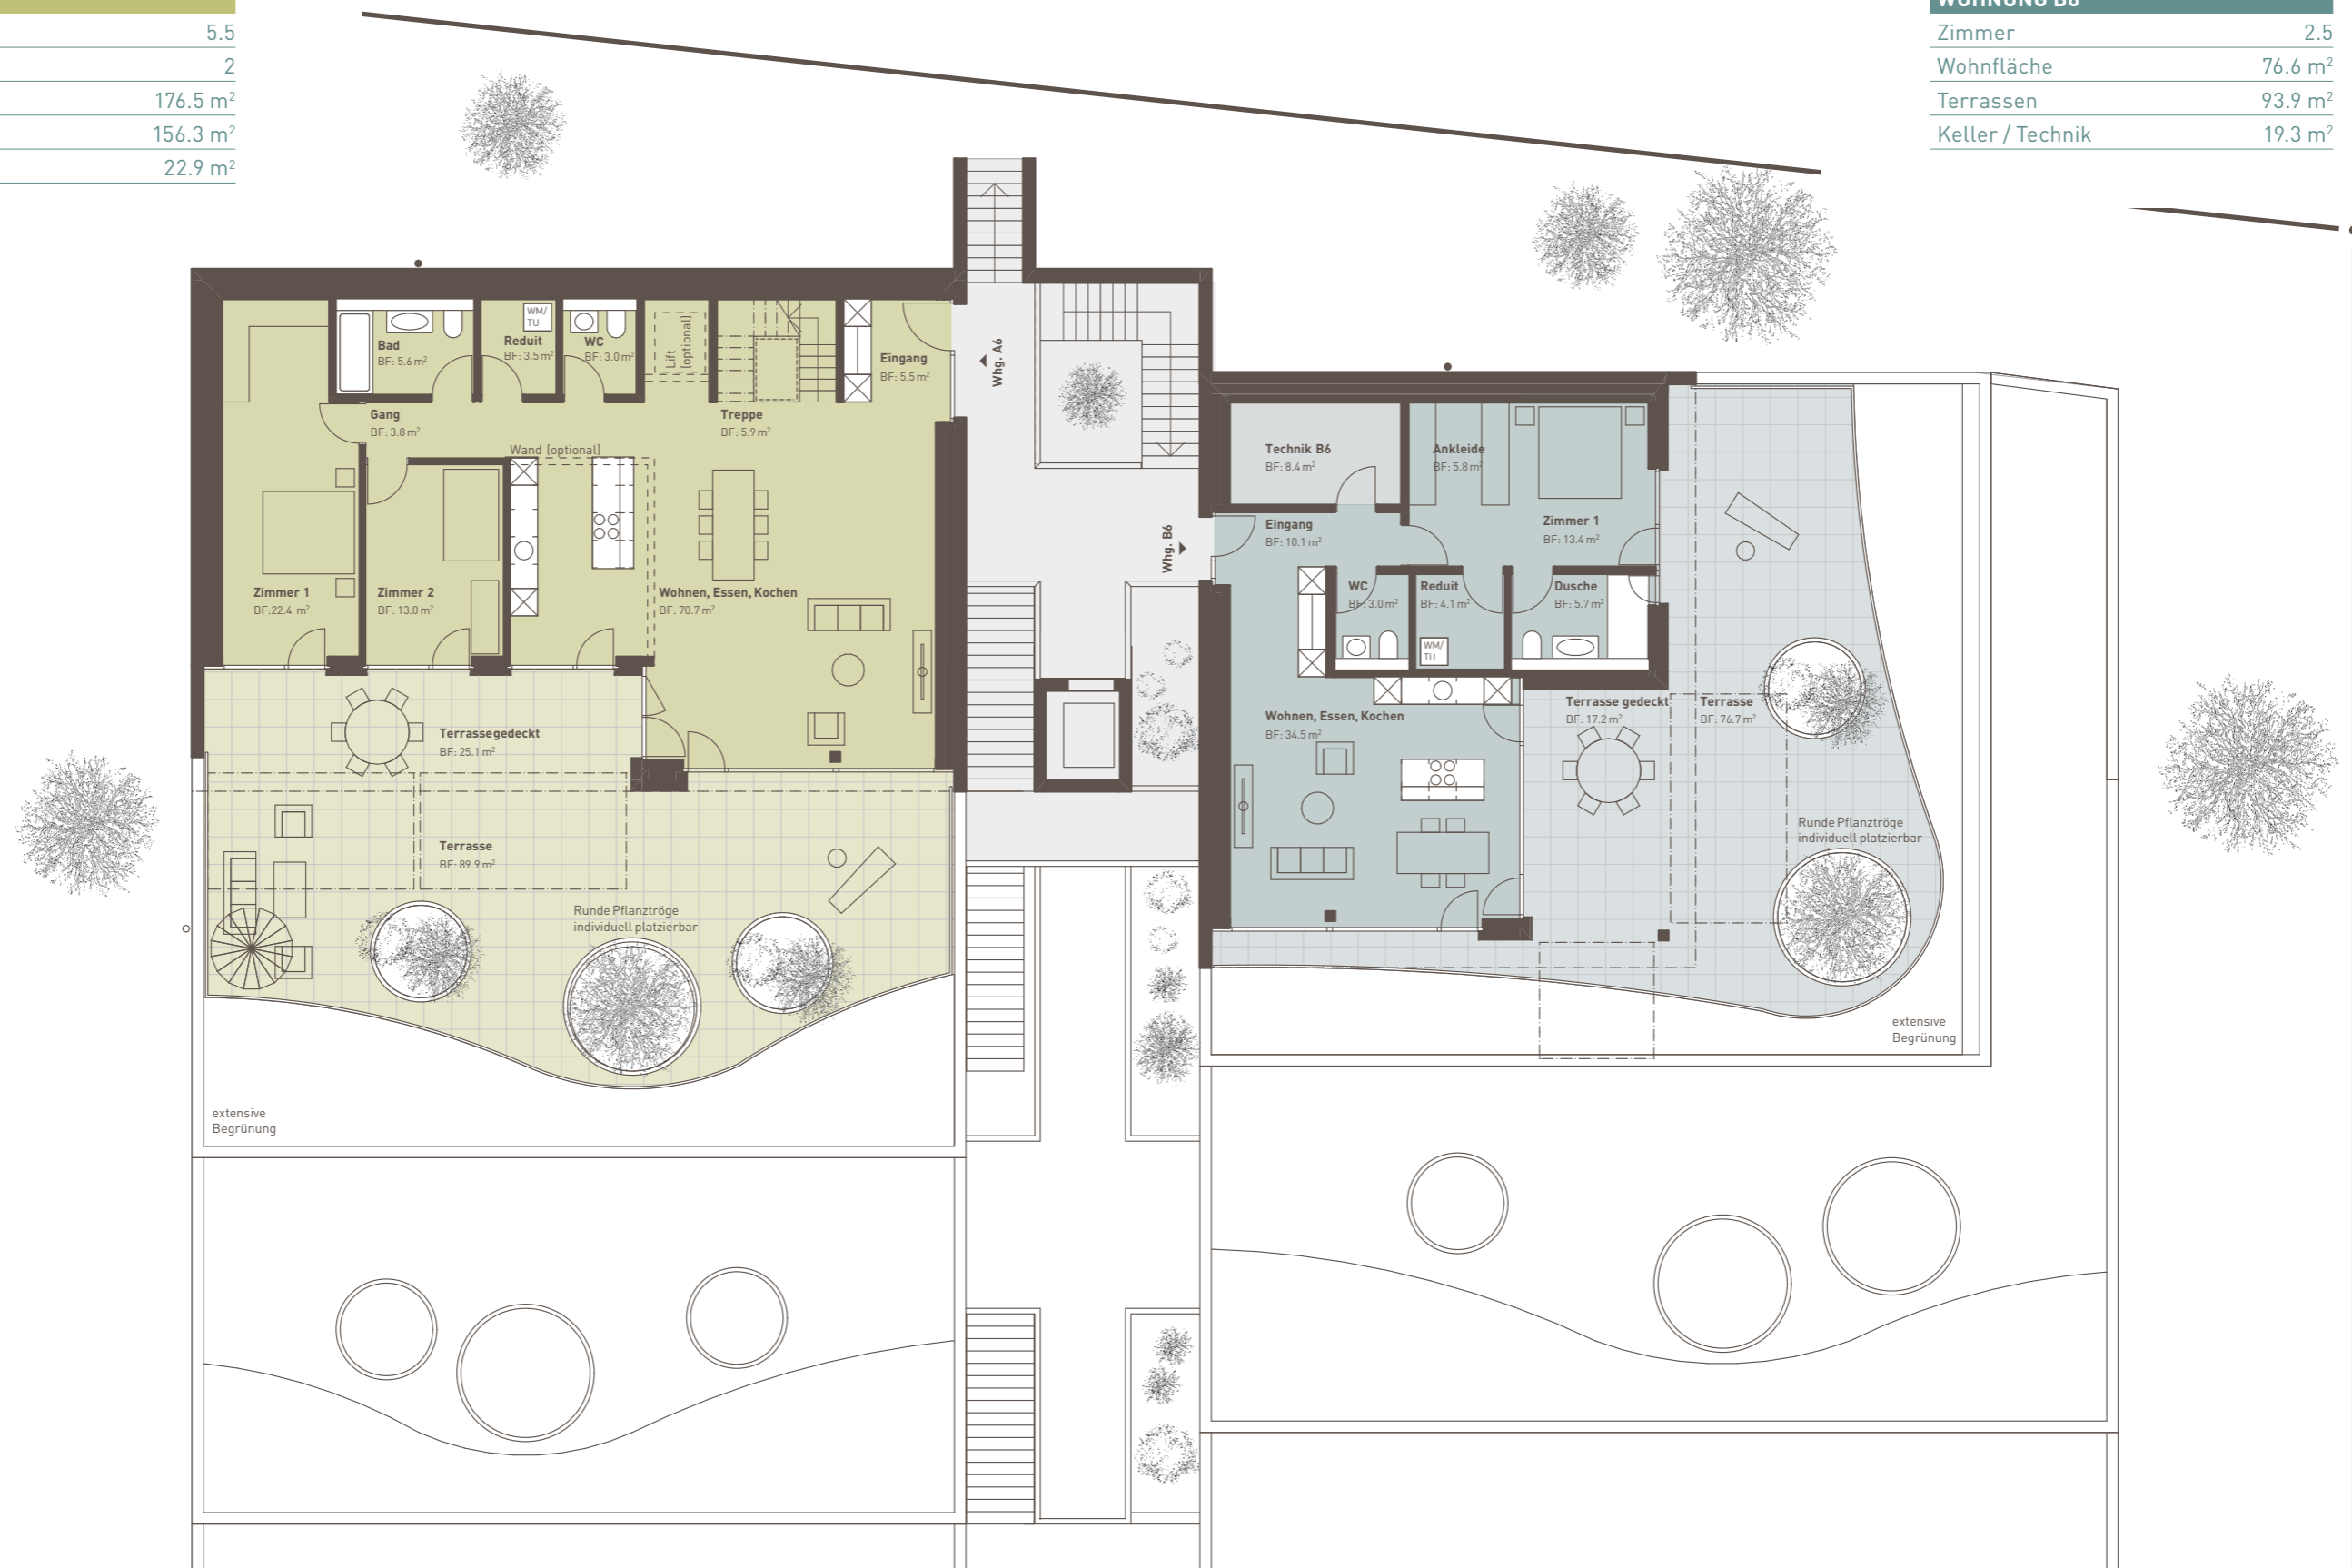 5.5
2
176.5 m²
156.3 m²
22.9 m²
WOHNUNG B6
Zimmer 2.5
Wohnfläche 76.6 m²
Terrassen 93.9 m²
Keller / Technik 19.3 m²
Bad
BF: 5.6 m²
Reduit
BF: 3.5 m²
WM/
TU
WC
BF: 3.0 m²
Lift
(optional)
Eingang
BF: 5.5 m²
Gang
BF: 3.8 m²
Treppe
BF: 5.9 m²
Wand (optional)
Zimmer 1
BF: 22.4 m²
Zimmer 2
BF: 13.0 m²
Wohnen, Essen, Kochen
BF: 70.7 m²
Terrassegedeckt
BF: 25.1 m²
Terrasse
BF: 89.9 m²
Runde Pflanztröge
individuell platzierbar
extensive
Begrünung
Whg. A6
Whg. B6
Technik B6
BF: 8.4 m²
Ankleide
BF: 5.8 m²
Eingang
BF: 10.1 m²
Zimmer 1
BF: 13.4 m²
WC
BF: 3.0 m²
Reduit
BF: 4.1 m²
WM/
TU
Dusche
BF: 5.7 m²
Wohnen, Essen, Kochen
BF: 34.5 m²
Terrasse gedeckt
BF: 17.2 m²
Terrasse
BF: 76.7 m²
Runde Pflanztröge
individuell platzierbar
extensive
Begrünung